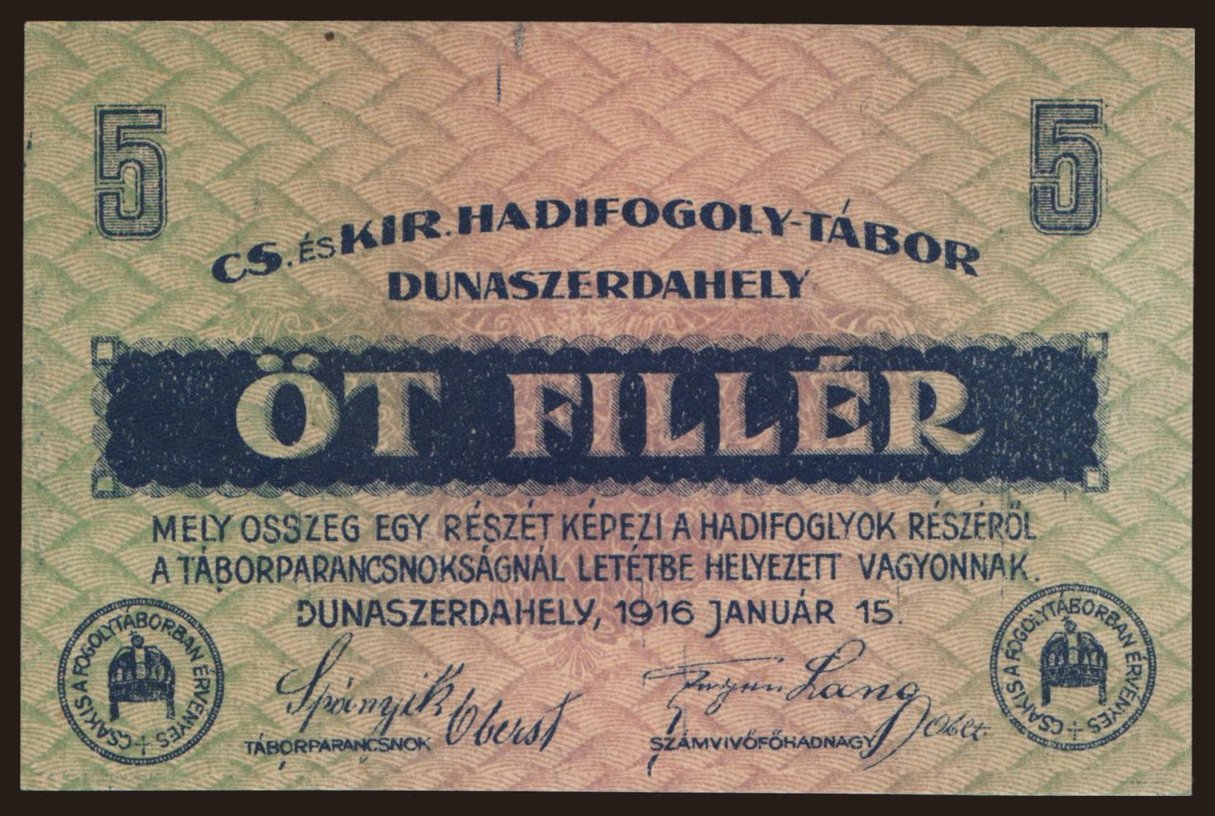 5 5
CS. ÉS KIR. HADIFOGOLY-TÁBOR
DUNASZERDAHELY
ÖT FILLÉR
MELY OSSZEG EGY RÉSZÉT KÉPEZI A HADIFOGLYOK RÉSZÉRŐL
A TÁBORPARANCSNOKSÁGNÁL LETÉTBE HELYEZETT VAGYONNAK.
DUNASZERDAHELY, 1916 JANUÁR 15.
CSAKIS A FOGOLYTÁBORBAN ÉRVÉNYES
CSAKIS A FOGOLYTÁBORBAN ÉRVÉNYES
Spányik Oberst
Lang
TÁBORPARANCSNOK
SZÁMVIVŐFŐHADNAGY